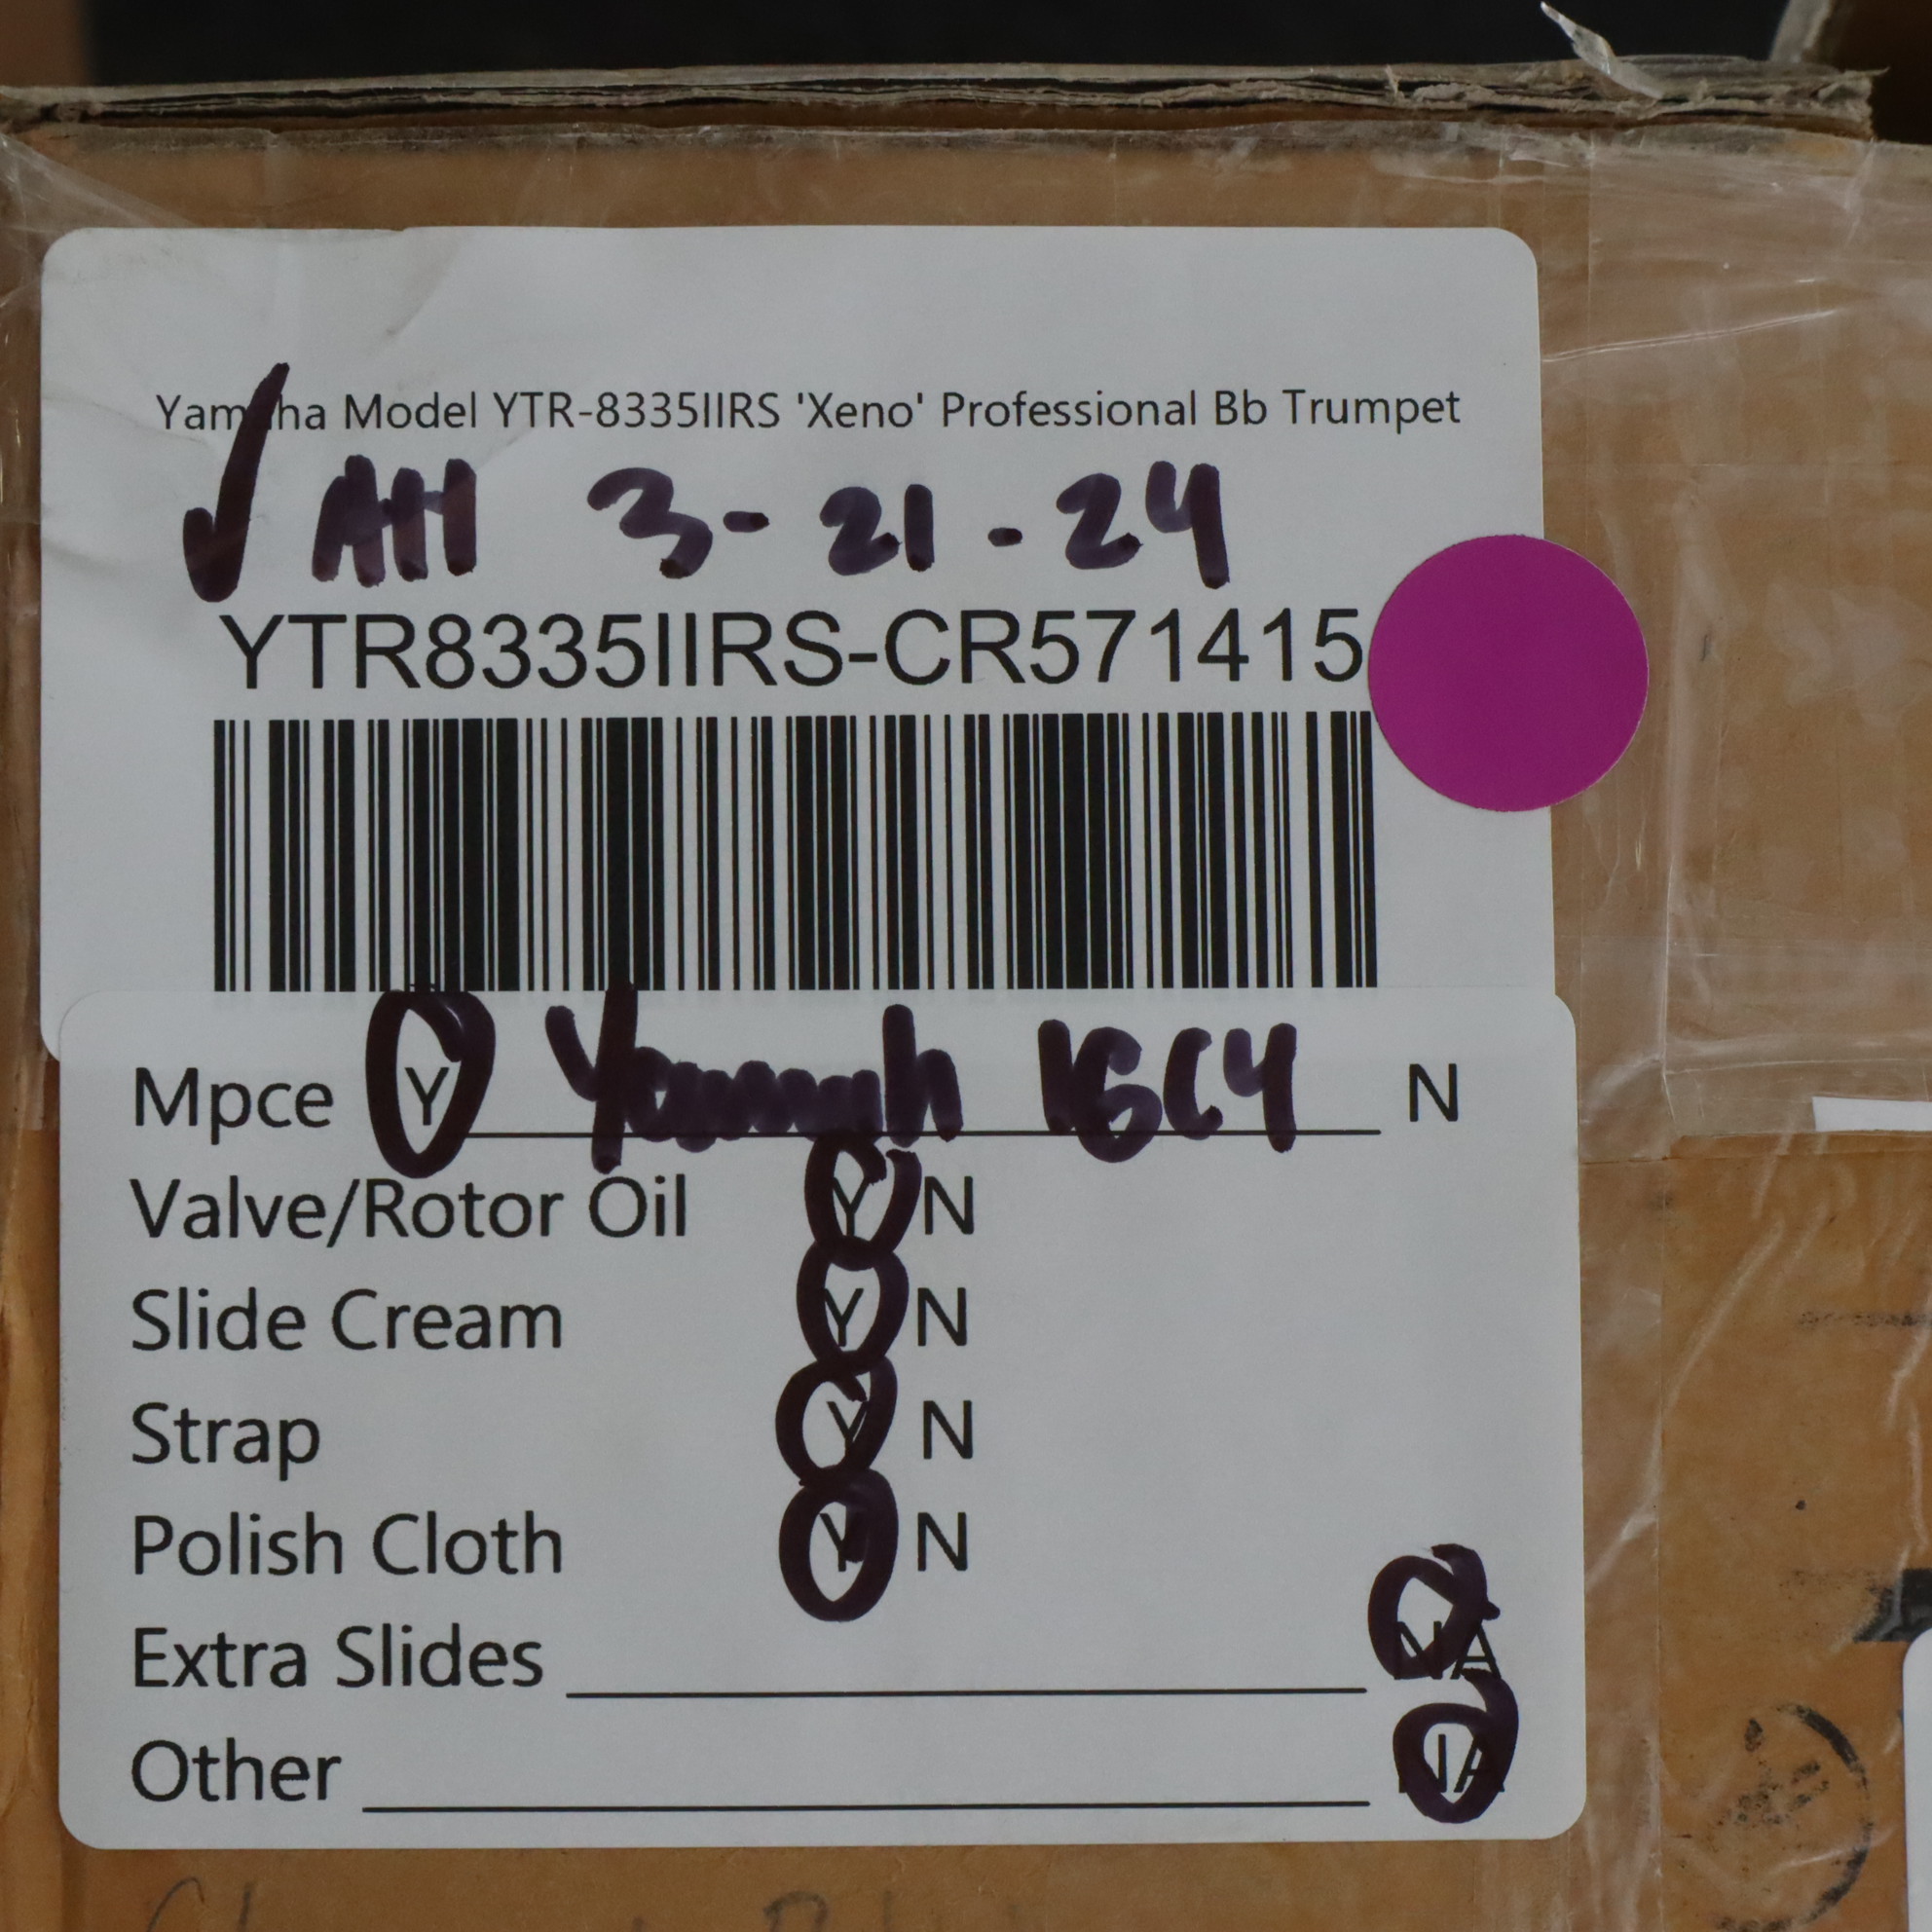 Yamaha Model YTR-8335IIRS 'Xeno' Professional Bb Trumpet
✓ AH 3-21-24
YTR8335IIRS-CR571415
Mpce Y Yamah 16C4 N
Valve/Rotor Oil Y N
Slide Cream Y N
Strap Y N
Polish Cloth Y N
Extra Slides NA
Other NA